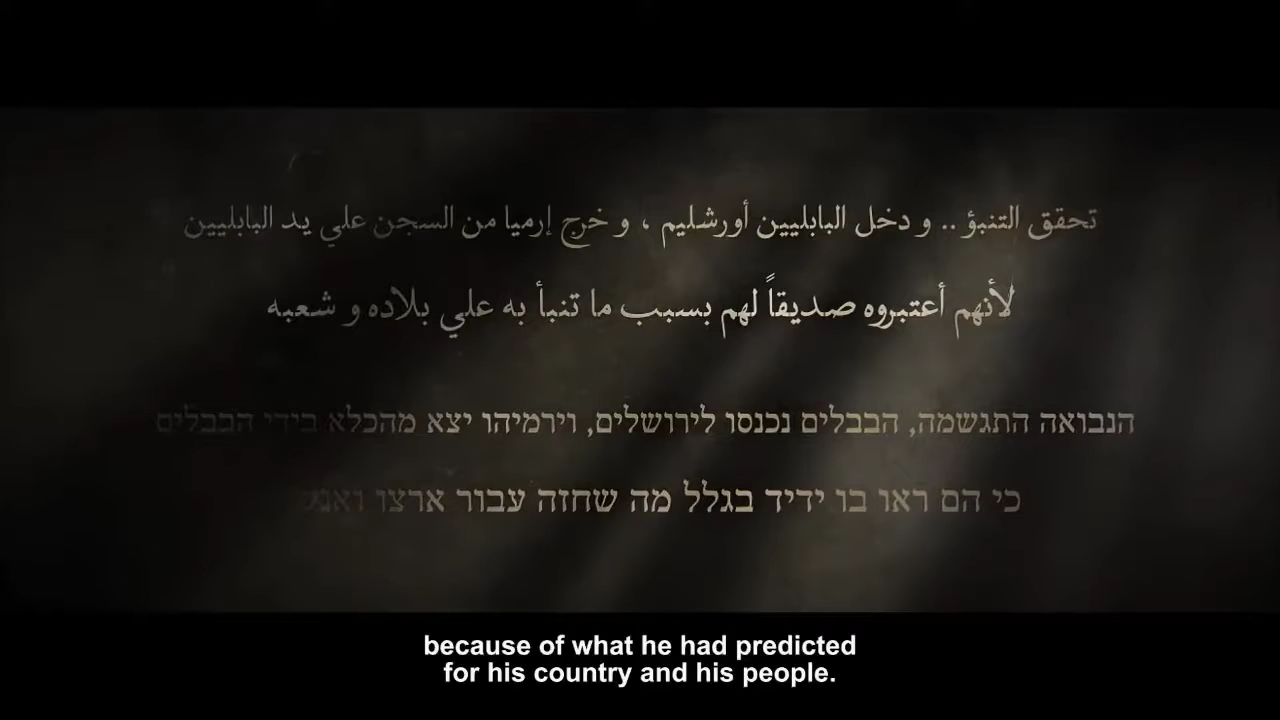 تحقق التنبؤ .. و دخل البابليين أورشليم ، و خرج إرميا من السجن علي يد البابليين
لأنهم أعتبروه صديقاً لهم بسبب ما تنبأ به علي بلاده و شعبه
הנבואה התגשמה, הבבלים נכנסו לירושלים, וירמיהו יצא מהכלא בידי הבבלים
כי הם ראו בו ידיד בגלל מה שחזה עבור ארצו
because of what he had predicted
for his country and his people.